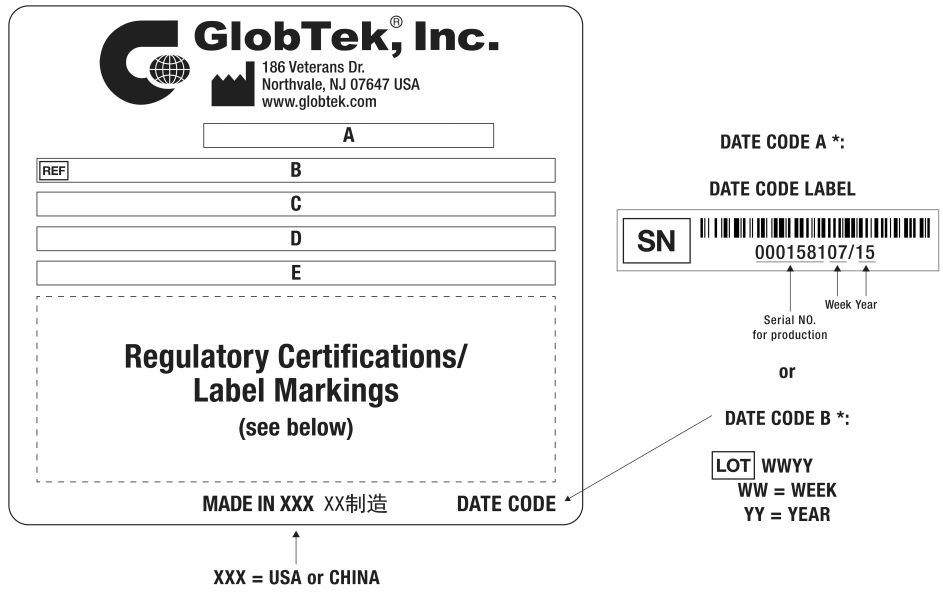 GlobTek, Inc.®
186 Veterans Dr.
Northvale, NJ 07647 USA
www.globtek.com
A
REF B
C
D
E
Regulatory Certifications/
Label Markings
(see below)
MADE IN XXX XX制造 DATE CODE
XXX = USA or CHINA
DATE CODE A *:
DATE CODE LABEL
SN
000158107/15
Week Year
Serial NO.
for production
or
DATE CODE B *:
LOT WWYY
WW = WEEK
YY = YEAR